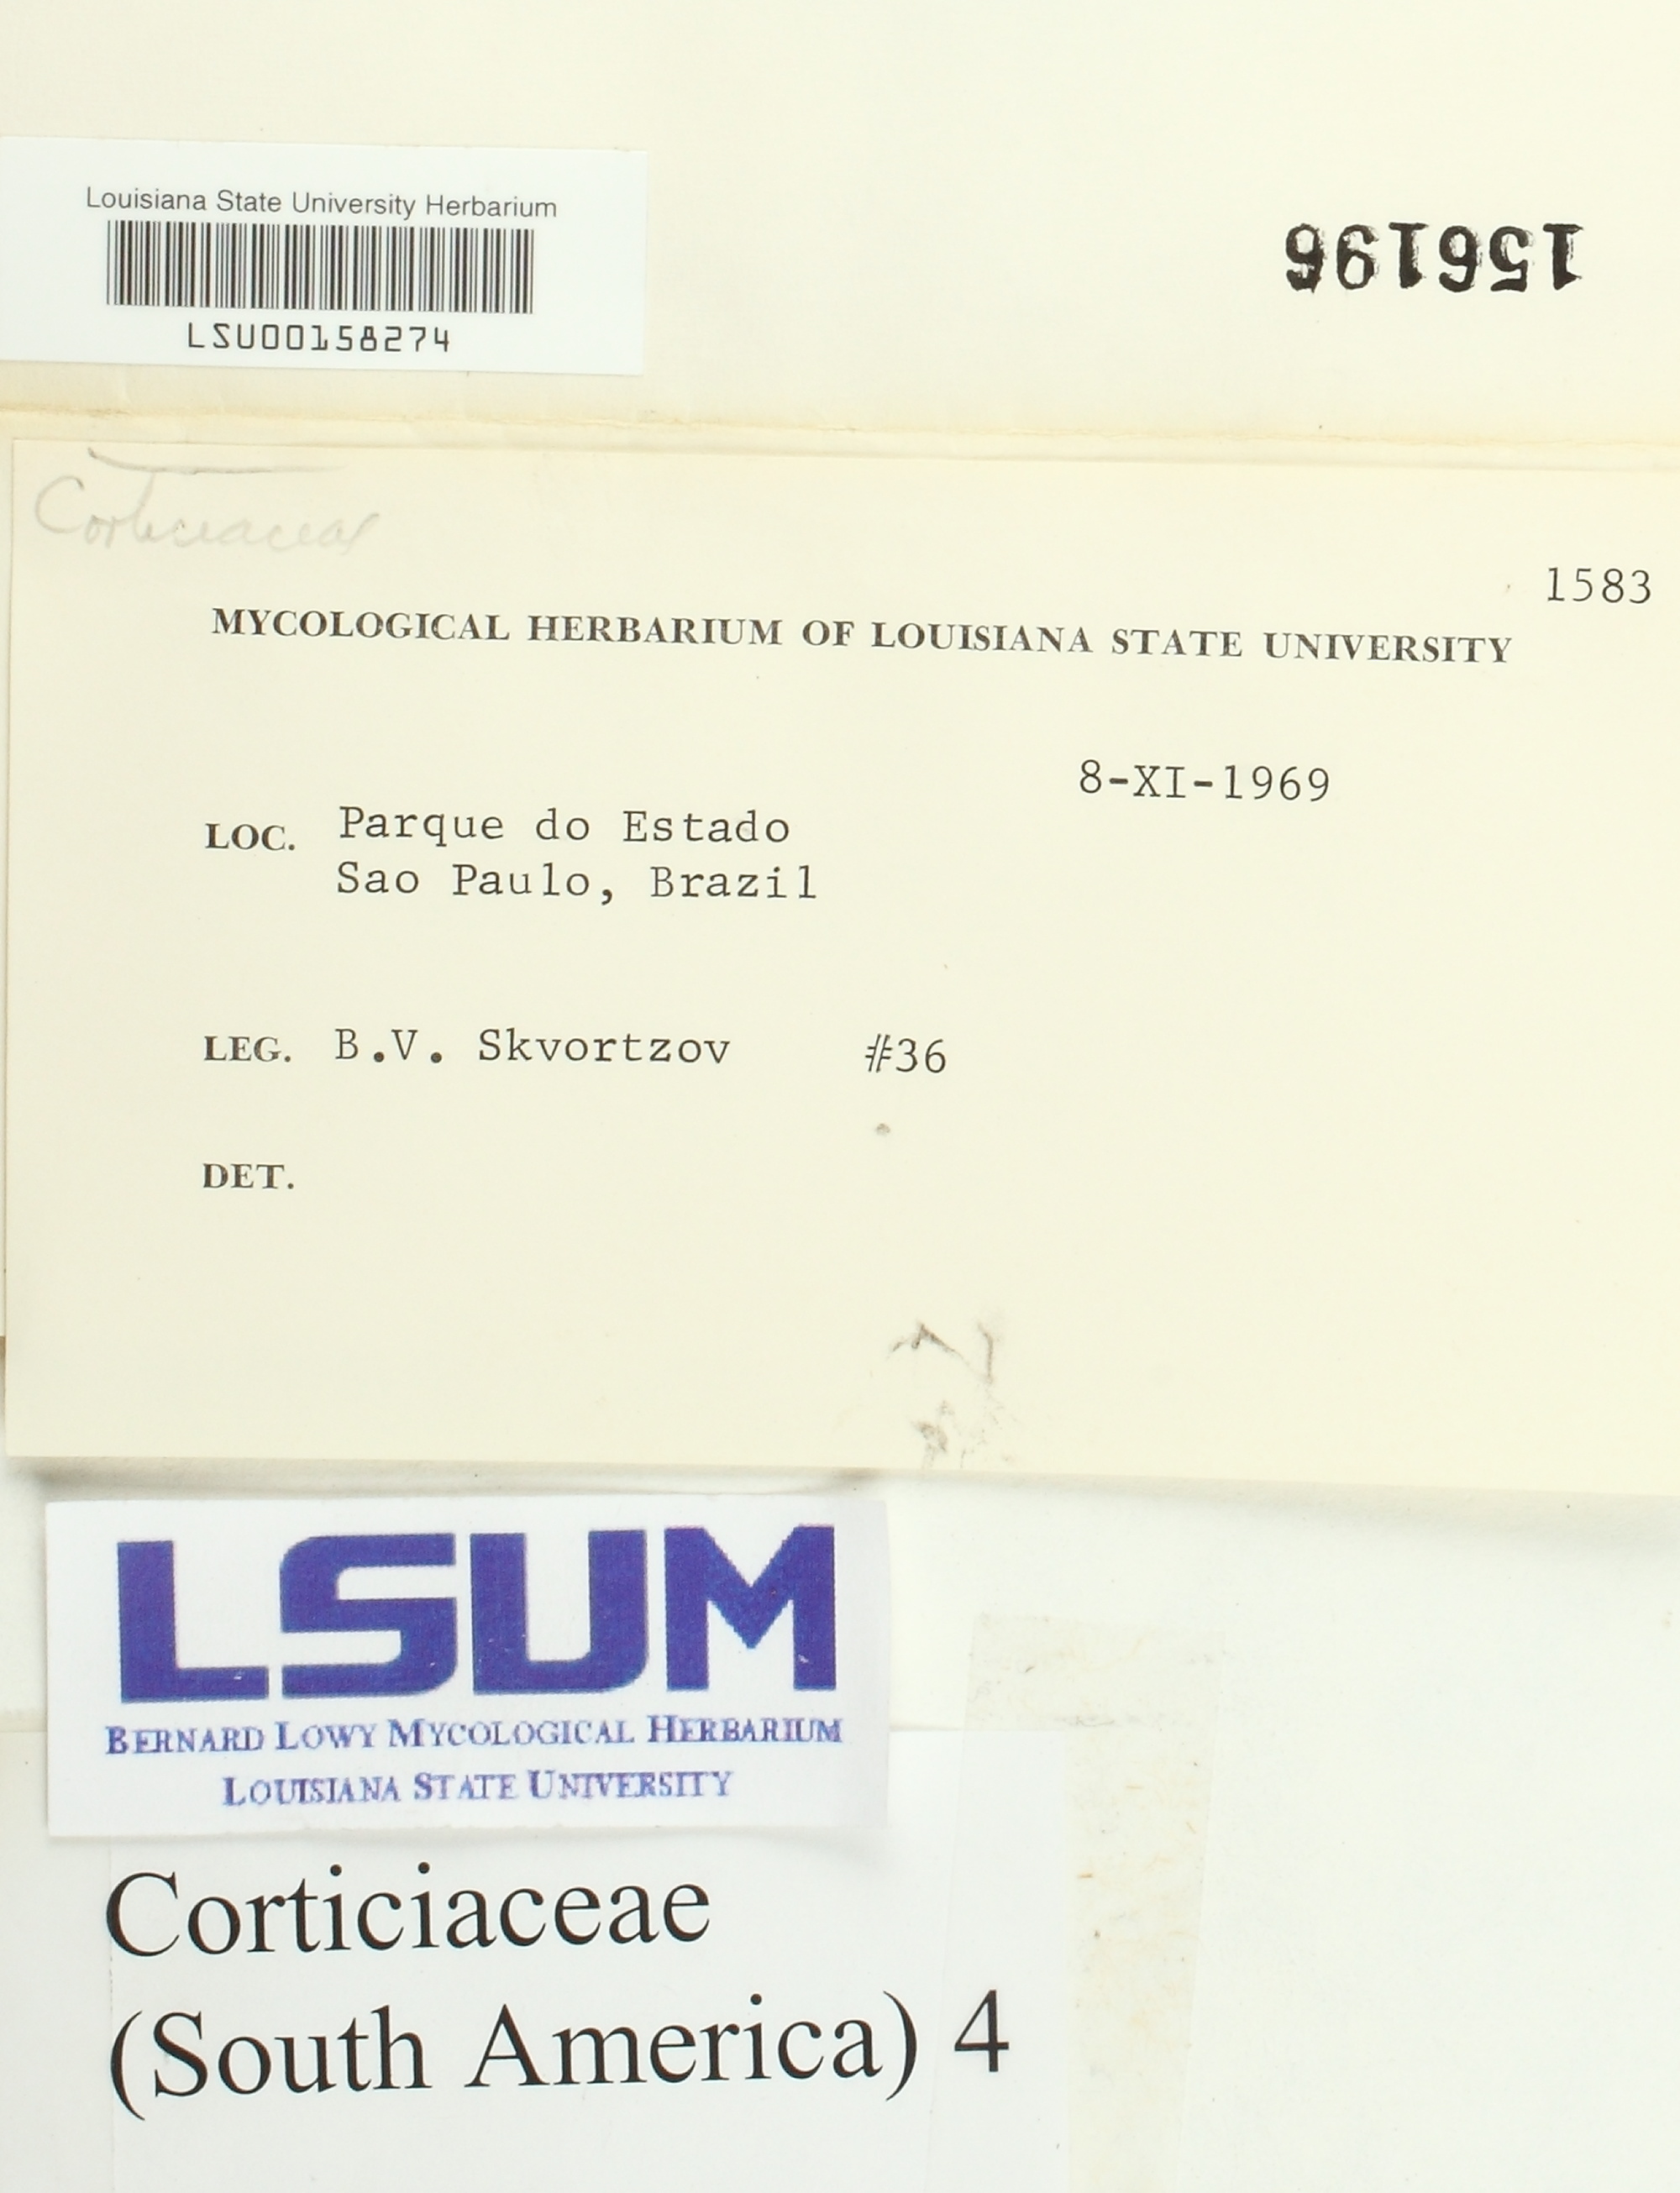 Louisiana State University Herbarium
LSU00158274
156196
Corticiaceae
1583
MYCOLOGICAL HERBARIUM OF LOUISIANA STATE UNIVERSITY
8-XI-1969
LOC. Parque do Estado
Sao Paulo, Brazil
LEG. B.V. Skvortzov #36
DET.
LSUM
BERNARD LOWY MYCOLOGICAL HERBARIUM
LOUISIANA STATE UNIVERSITY
Corticiaceae
(South America) 4